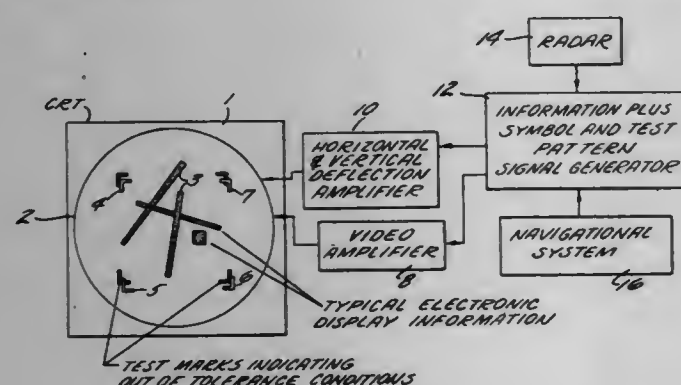 14
RADAR
12
INFORMATION PLUS
SYMBOL AND TEST
PATTERN
SIGNAL GENERATOR
CRT
1
10
HORIZONTAL
& VERTICAL
DEFLECTION
AMPLIFIER
2
3
4
7
VIDEO
AMPLIFIER
8
NAVIGATIONAL
SYSTEM
16
5
6
TYPICAL ELECTRONIC
DISPLAY INFORMATION
TEST MARKS INDICATING
OUT OF TOLERANCE CONDITIONS